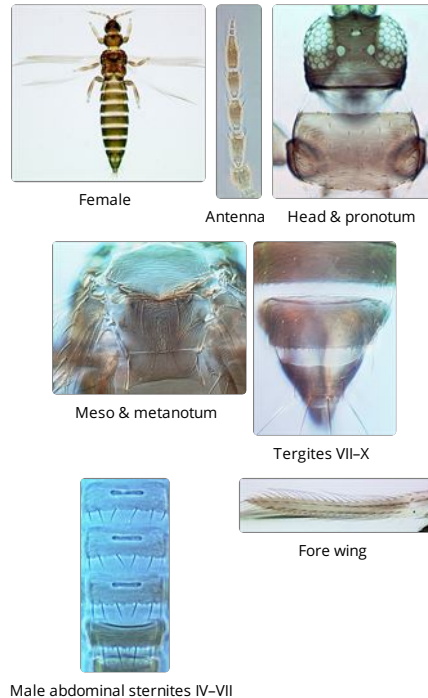 Female
Antenna
Head & pronotum
Meso & metanotum
Tergites VII–X
Fore wing
Male abdominal sternites IV–VII